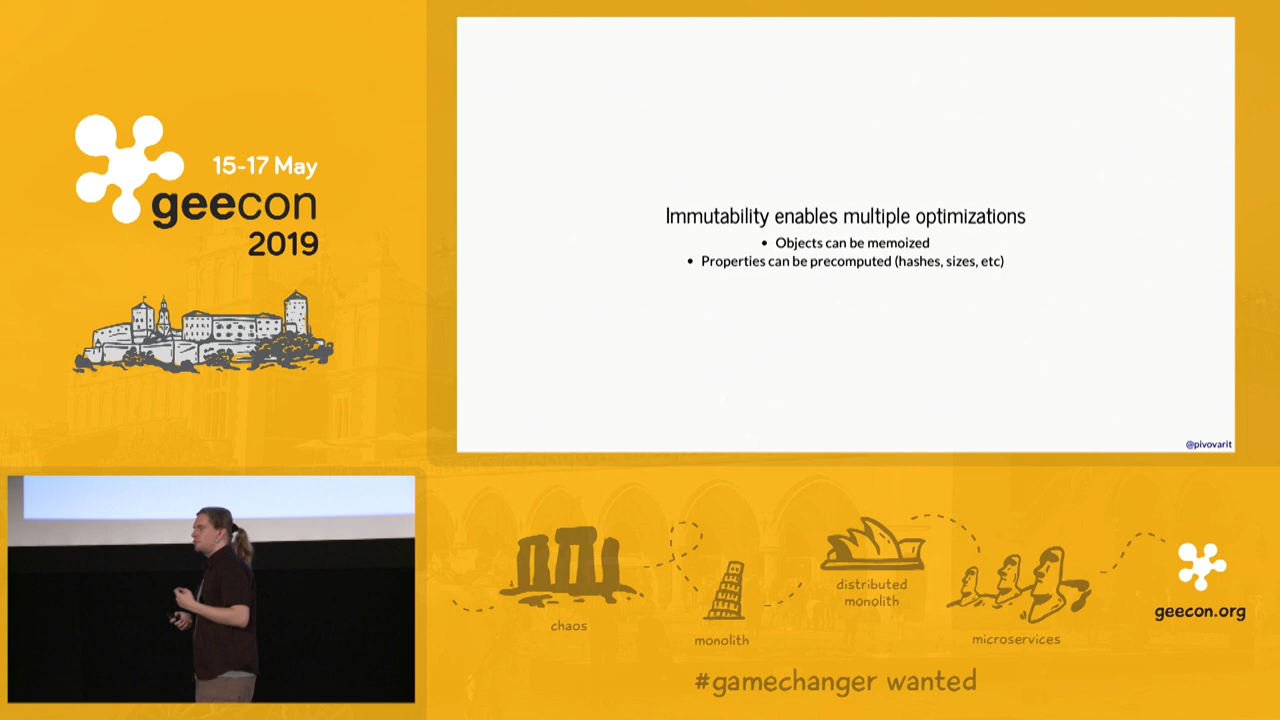 15-17 May
geecon
2019
Immutability enables multiple optimizations
• Objects can be memoized
• Properties can be precomputed (hashes, sizes, etc)
@pivovarit
chaos
monolith
distributed
monolith
microservices
geecon.org
#gamechanger wanted